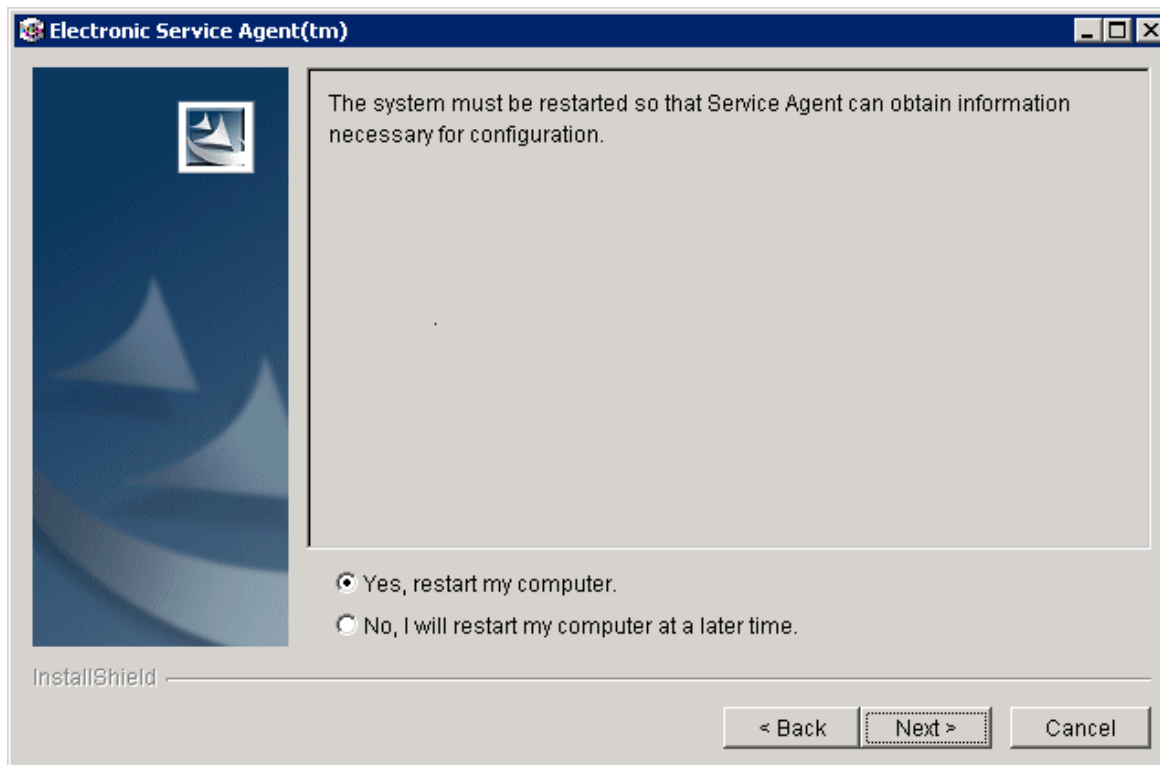 Electronic Service Agent(tm)
The system must be restarted so that Service Agent can obtain information
necessary for configuration.
Yes, restart my computer.
No, I will restart my computer at a later time.
InstallShield
< Back
Next >
Cancel